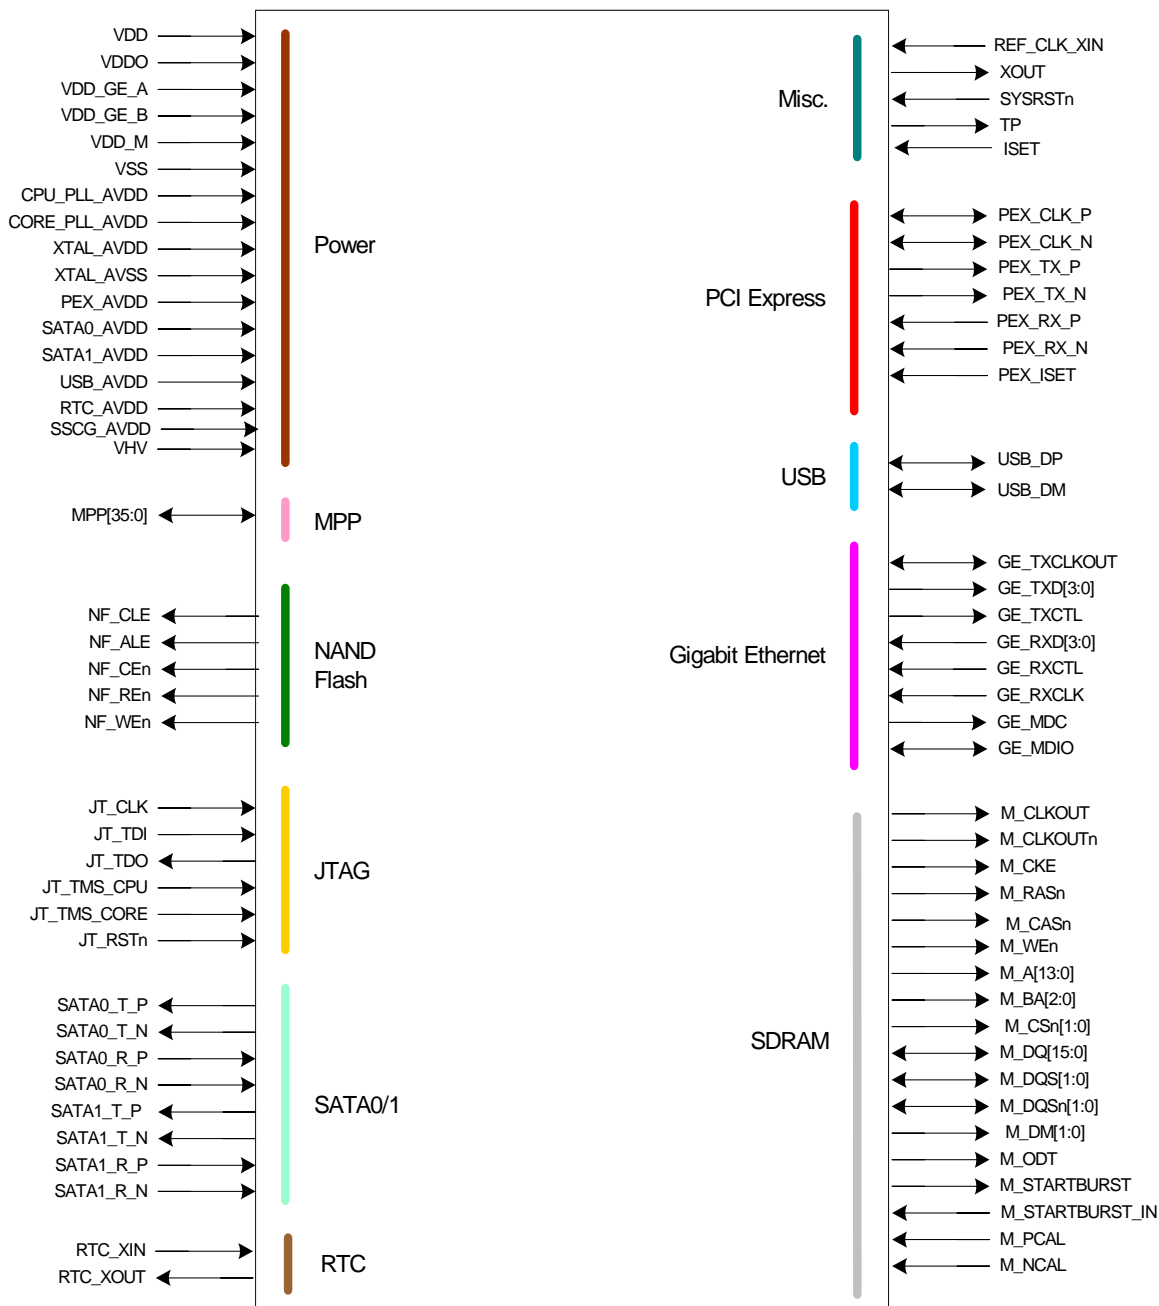 VDD
VDDO
VDD_GE_A
VDD_GE_B
VDD_M
VSS
CPU_PLL_AVDD
CORE_PLL_AVDD
XTAL_AVDD
XTAL_AVSS
PEX_AVDD
SATA0_AVDD
SATA1_AVDD
USB_AVDD
RTC_AVDD
SSCG_AVDD
VHV
Power
MPP[35:0]
MPP
NF_CLE
NF_ALE
NF_CEn
NF_REn
NF_WEn
NAND
Flash
JT_CLK
JT_TDI
JT_TDO
JT_TMS_CPU
JT_TMS_CORE
JT_RSTn
JTAG
SATA0_T_P
SATA0_T_N
SATA0_R_P
SATA0_R_N
SATA1_T_P
SATA1_T_N
SATA1_R_P
SATA1_R_N
SATA0/1
RTC_XIN
RTC_XOUT
RTC
Misc.
REF_CLK_XIN
XOUT
SYSRSTn
TP
ISET
PCI Express
PEX_CLK_P
PEX_CLK_N
PEX_TX_P
PEX_TX_N
PEX_RX_P
PEX_RX_N
PEX_ISET
USB
USB_DP
USB_DM
Gigabit Ethernet
GE_TXCLKOUT
GE_TXD[3:0]
GE_TXCTL
GE_RXD[3:0]
GE_RXCTL
GE_RXCLK
GE_MDC
GE_MDIO
SDRAM
M_CLKOUT
M_CLKOUTn
M_CKE
M_RASn
M_CASn
M_WEn
M_A[13:0]
M_BA[2:0]
M_CSn[1:0]
M_DQ[15:0]
M_DQS[1:0]
M_DQSn[1:0]
M_DM[1:0]
M_ODT
M_STARTBURST
M_STARTBURST_IN
M_PCAL
M_NCAL